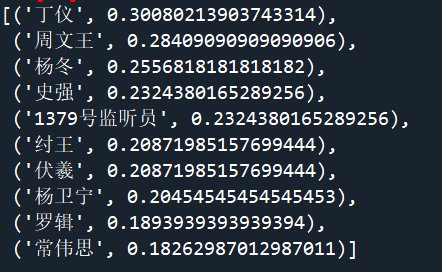 [('丁仪', 0.30080213903743314),
('周文王', 0.28409090909090906),
('杨冬', 0.2556818181818182),
('史强', 0.2324380165289256),
('1379号监听员', 0.2324380165289256),
('纣王', 0.20871985157699444),
('伏羲', 0.20871985157699444),
('杨卫宁', 0.20454545454545453),
('罗辑', 0.1893939393939394),
('常伟思', 0.18262987012987011)]